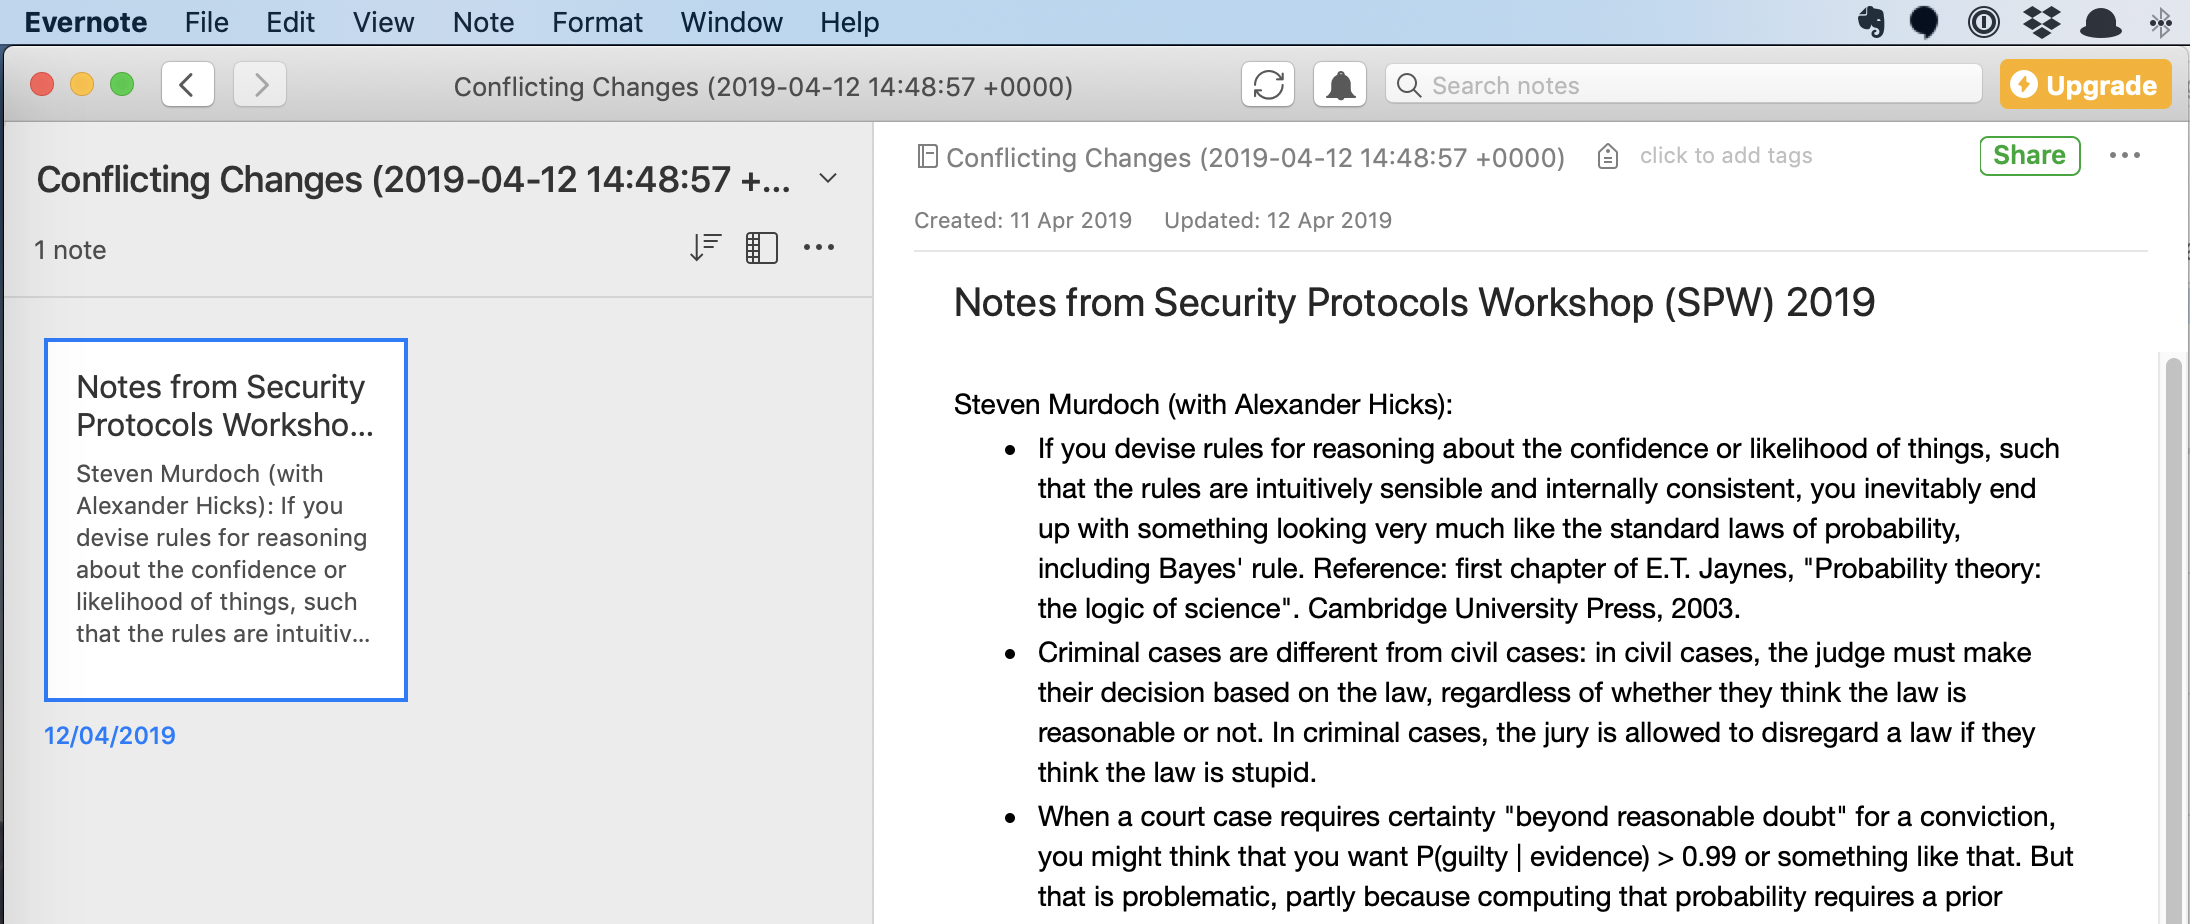 Evernote File Edit View Note Format Window Help
Conflicting Changes (2019-04-12 14:48:57 +0000)
Search notes
Upgrade
Conflicting Changes (2019-04-12 14:48:57 +...
1 note
Notes from Security
Protocols Worksho...
Steven Murdoch (with
Alexander Hicks): If you
devise rules for reasoning
about the confidence or
likelihood of things, such
that the rules are intuitiv...
12/04/2019
Conflicting Changes (2019-04-12 14:48:57 +0000)
click to add tags
Share
Created: 11 Apr 2019 Updated: 12 Apr 2019
Notes from Security Protocols Workshop (SPW) 2019
Steven Murdoch (with Alexander Hicks):
• If you devise rules for reasoning about the confidence or likelihood of things, such
that the rules are intuitively sensible and internally consistent, you inevitably end
up with something looking very much like the standard laws of probability,
including Bayes' rule. Reference: first chapter of E.T. Jaynes, "Probability theory:
the logic of science". Cambridge University Press, 2003.
• Criminal cases are different from civil cases: in civil cases, the judge must make
their decision based on the law, regardless of whether they think the law is
reasonable or not. In criminal cases, the jury is allowed to disregard a law if they
think the law is stupid.
• When a court case requires certainty "beyond reasonable doubt" for a conviction,
you might think that you want P(guilty | evidence) > 0.99 or something like that. But
that is problematic, partly because computing that probability requires a prior